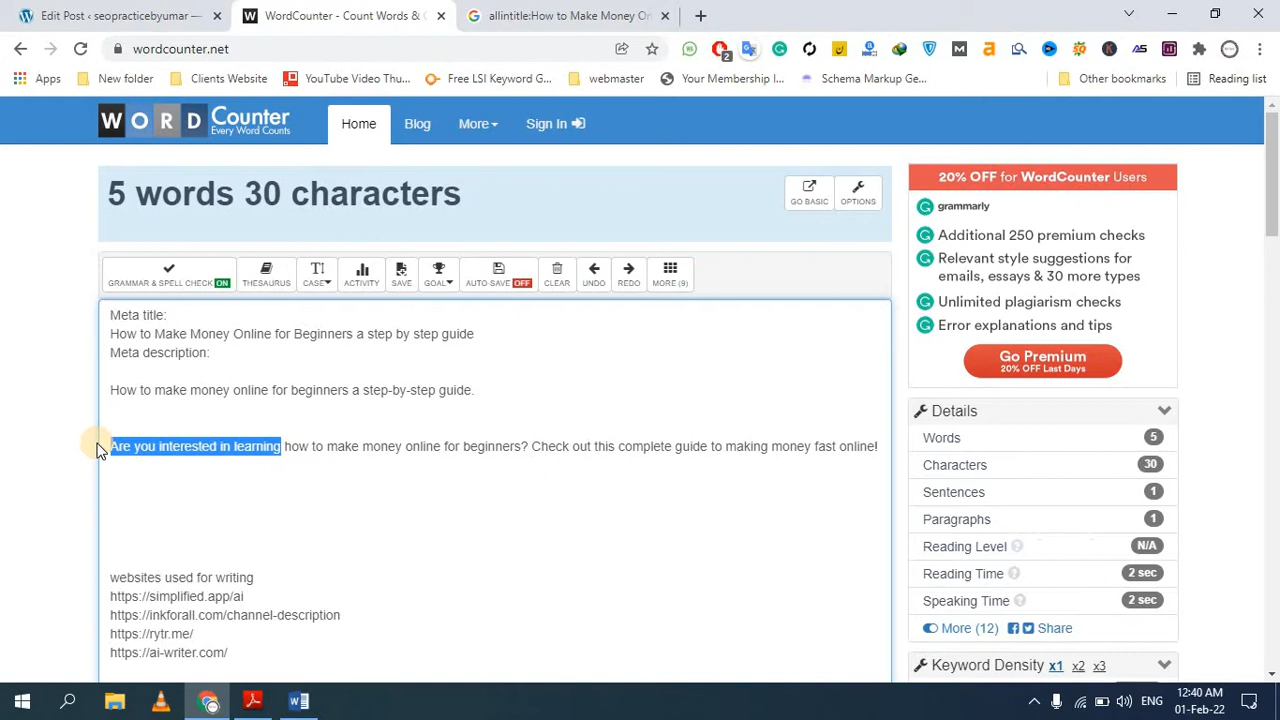 Edit Post ‹ seopracticebyumar —
WordCounter - Count Words & C
allintitle:How to Make Money On
wordcounter.net
2
Apps
New folder
Clients Website
YouTube Video Thu...
Free LSI Keyword G...
webmaster
Your Membership I...
Schema Markup Ge...
Other bookmarks
Reading list
WORD Counter
Every Word Counts
Home
Blog
More
Sign In
5 words 30 characters
GO BASIC
OPTIONS
GRAMMAR & SPELL CHECK ON
THESAURUS
CASE
ACTIVITY
SAVE
GOAL
AUTO-SAVE OFF
CLEAR
UNDO
REDO
MORE (9)
Meta title:
How to Make Money Online for Beginners a step by step guide
Meta description:
How to make money online for beginners a step-by-step guide.
Are you interested in learning how to make money online for beginners? Check out this complete guide to making money fast online!
websites used for writing
https://simplified.app/ai
https://inkforall.com/channel-description
https://rytr.me/
https://ai-writer.com/
20% OFF for WordCounter Users
grammarly
Additional 250 premium checks
Relevant style suggestions for
emails, essays & 30 more types
Unlimited plagiarism checks
Error explanations and tips
Go Premium
20% OFF Last Days
Details
Words 5
Characters 30
Sentences 1
Paragraphs 1
Reading Level N/A
Reading Time 2 sec
Speaking Time 2 sec
More (12) Share
Keyword Density x1 x2 x3
ENG
12:40 AM
01-Feb-22